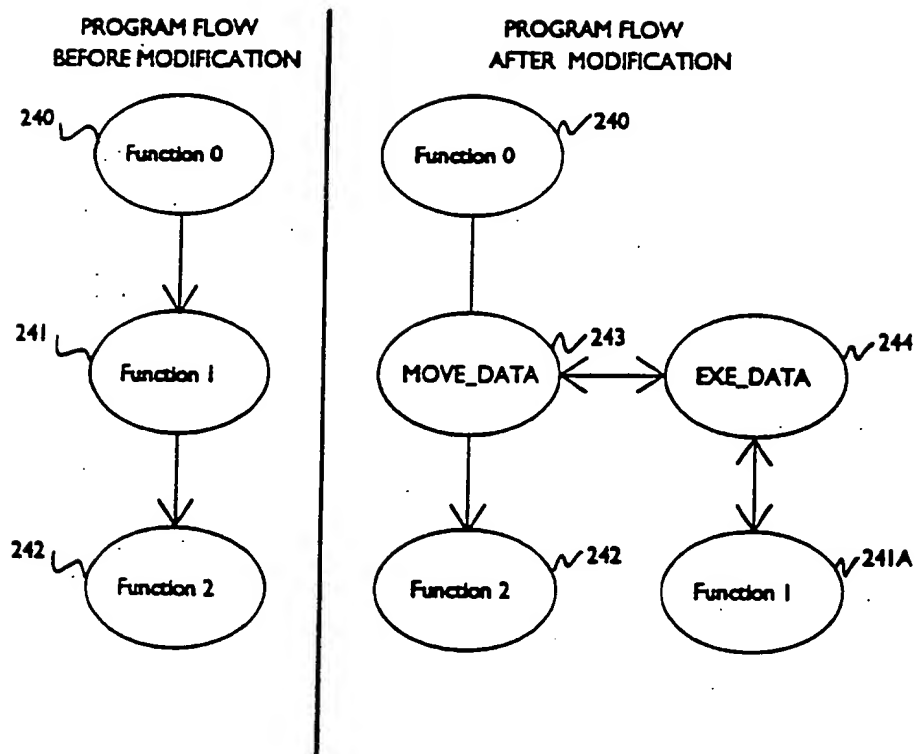 PROGRAM FLOW
BEFORE MODIFICATION
240
Function 0
241
Function 1
242
Function 2
PROGRAM FLOW
AFTER MODIFICATION
240
Function 0
243
MOVE_DATA
244
EXE_DATA
242
Function 2
241A
Function 1